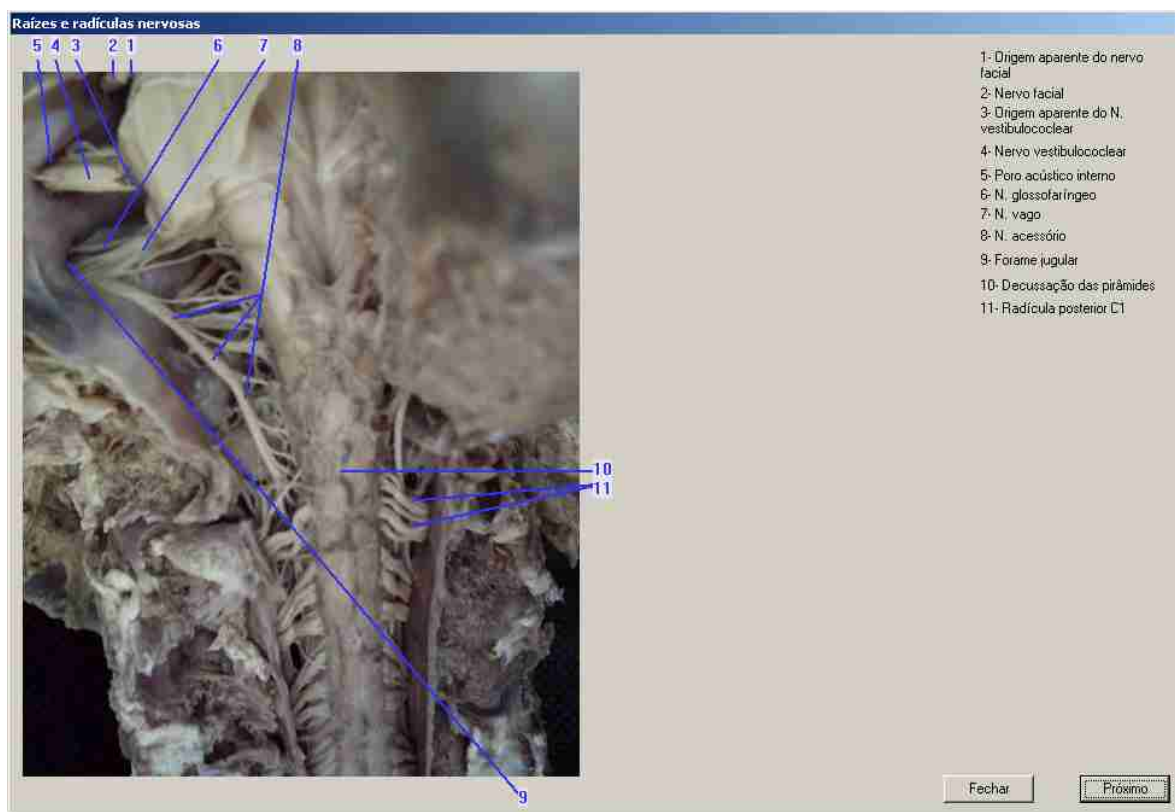 Raízes e radículas nervosas
5 4 3 2 1 6 7 8
1- Origem aparente do nervo
facial
2- Nervo facial
3- Origem aparente do N.
vestibulococlear
4- Nervo vestibulococlear
5- Poro acústico interno
6- N. glossofaríngeo
7- N. vago
8- N. acessório
9- Forame jugular
10- Decussação das pirâmides
11- Radícula posterior C1
10
11
9
Fechar Próximo